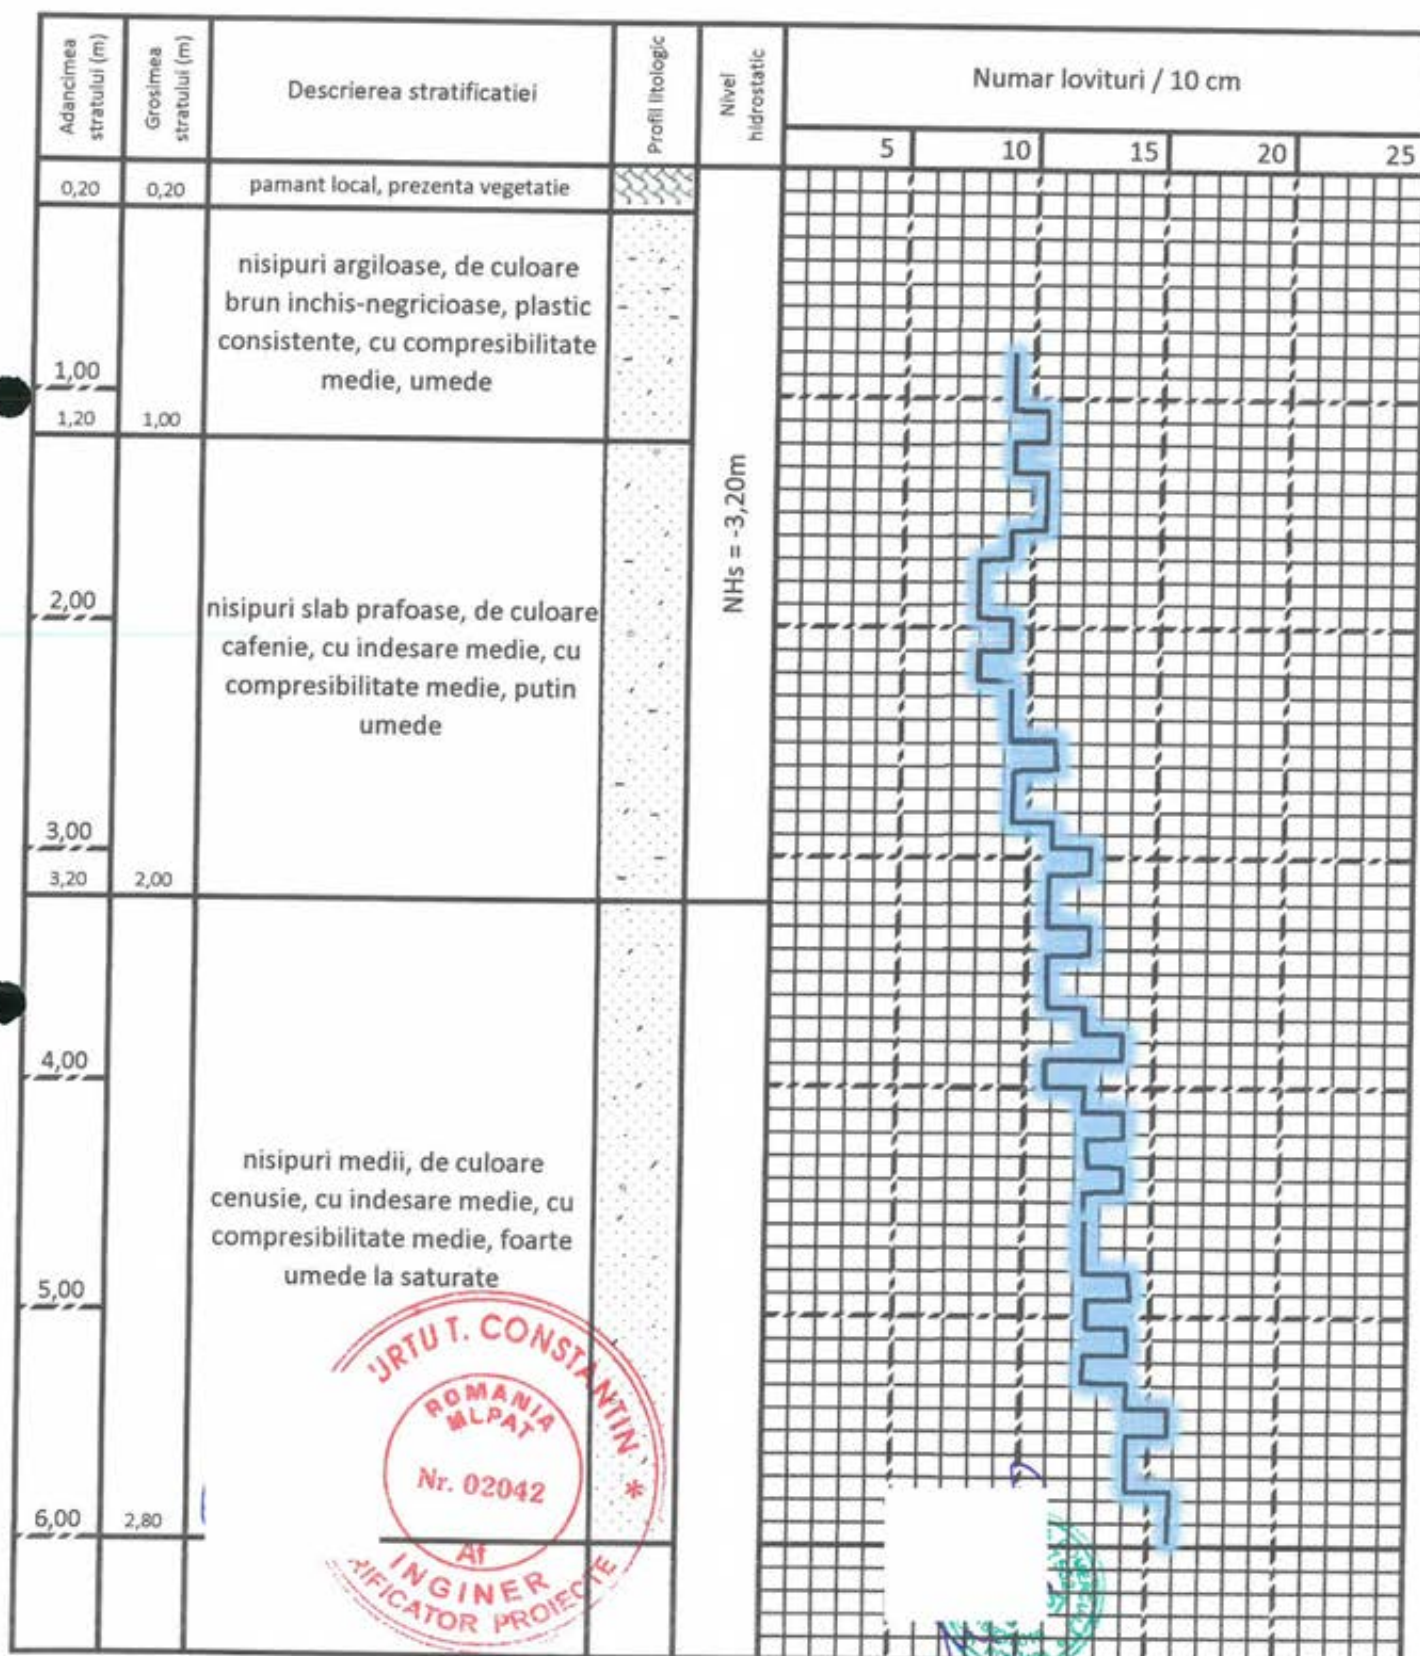 Adancimea
stratului (m)
Grosimea
stratului (m)
Descrierea stratificatiei
Profil litologic
Nivel
hidrostatic
Numar lovituri / 10 cm
5 10 15 20 25
0,20 0,20 pamant local, prezenta vegetatie
nisipuri argiloase, de culoare
brun inchis-negricioase, plastic
consistente, cu compresibilitate
medie, umede
1,00
1,20 1,00
NHs = -3,20m
2,00
nisipuri slab prafoase, de culoare
cafenie, cu indesare medie, cu
compresibilitate medie, putin
umede
3,00
3,20 2,00
4,00
nisipuri medii, de culoare
cenusie, cu indesare medie, cu
compresibilitate medie, foarte
umede la saturate
5,00
6,00 2,80
T. CONSTANTIN *
ROMANIA
MLPAT
Nr. 02042
Af
INGINER
PROIECTE